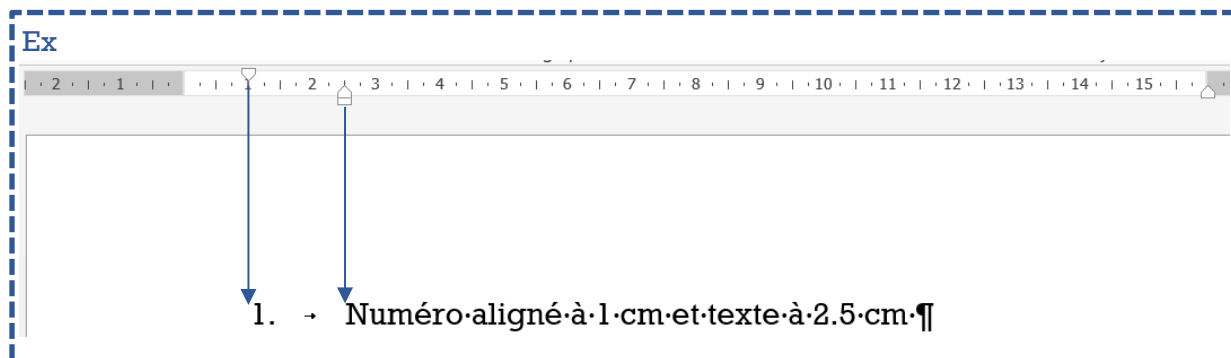 Ex
· 2 · ı · 1 · ı · ı · ı · 1 · ı · 2 · ı · 3 · ı · 4 · ı · 5 · ı · 6 · ı · 7 · ı · 8 · ı · 9 · ı · 10 · ı · 11 · ı · 12 · ı · 13 · ı · 14 · ı · 15 · ı ·
1. → Numéro·aligné·à·1·cm·et·texte·à·2.5·cm·¶